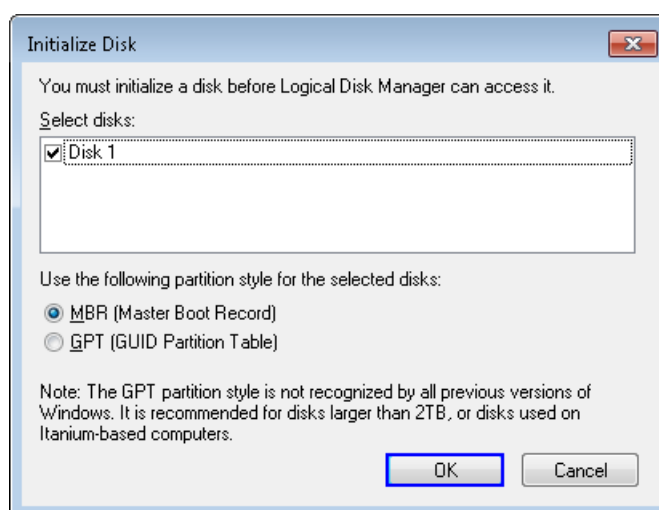 Initialize Disk
You must initialize a disk before Logical Disk Manager can access it.
Select disks:
Disk 1
Use the following partition style for the selected disks:
MBR (Master Boot Record)
GPT (GUID Partition Table)
Note: The GPT partition style is not recognized by all previous versions of
Windows. It is recommended for disks larger than 2TB, or disks used on
Itanium-based computers.
OK Cancel